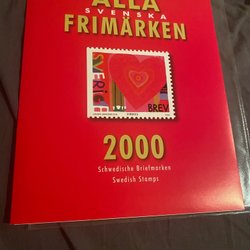 ALLA
SVENSKA
FRIMÄRKEN
SVERIGE
BREV
2000
Schwedische Briefmarken
Swedish Stamps